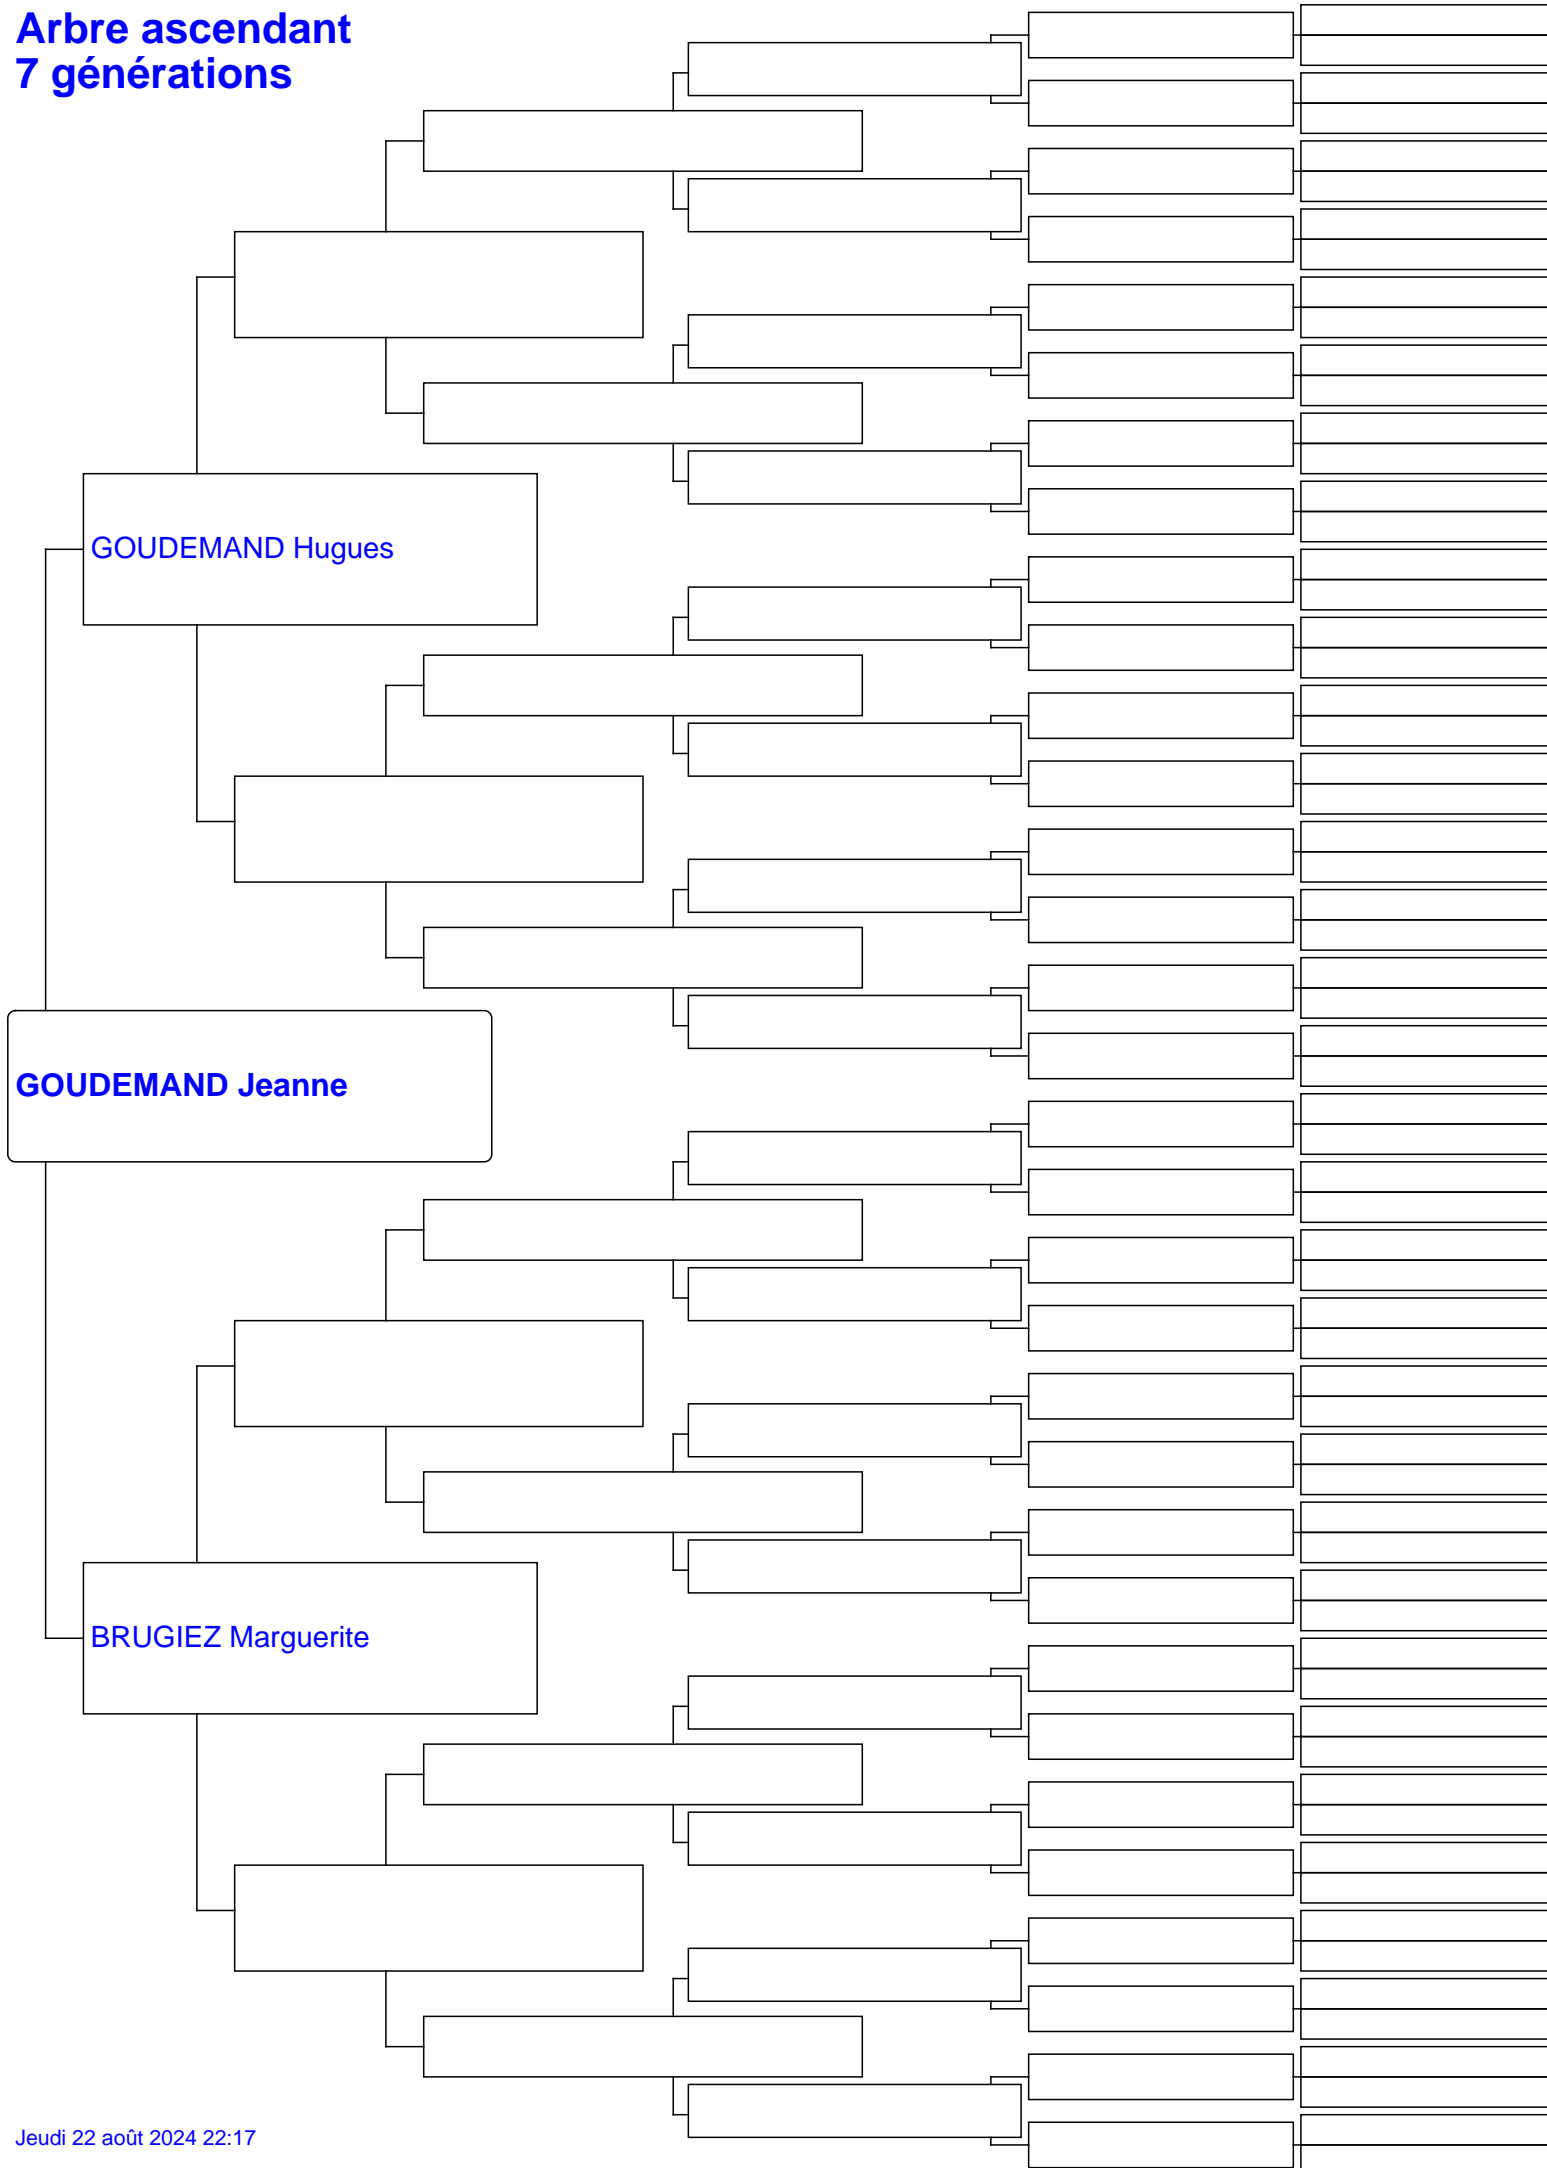 Arbre ascendant
7 générations
GOUDEMAND Hugues
GOUDEMAND Jeanne
BRUGIEZ Marguerite
Jeudi 22 août 2024 22:17